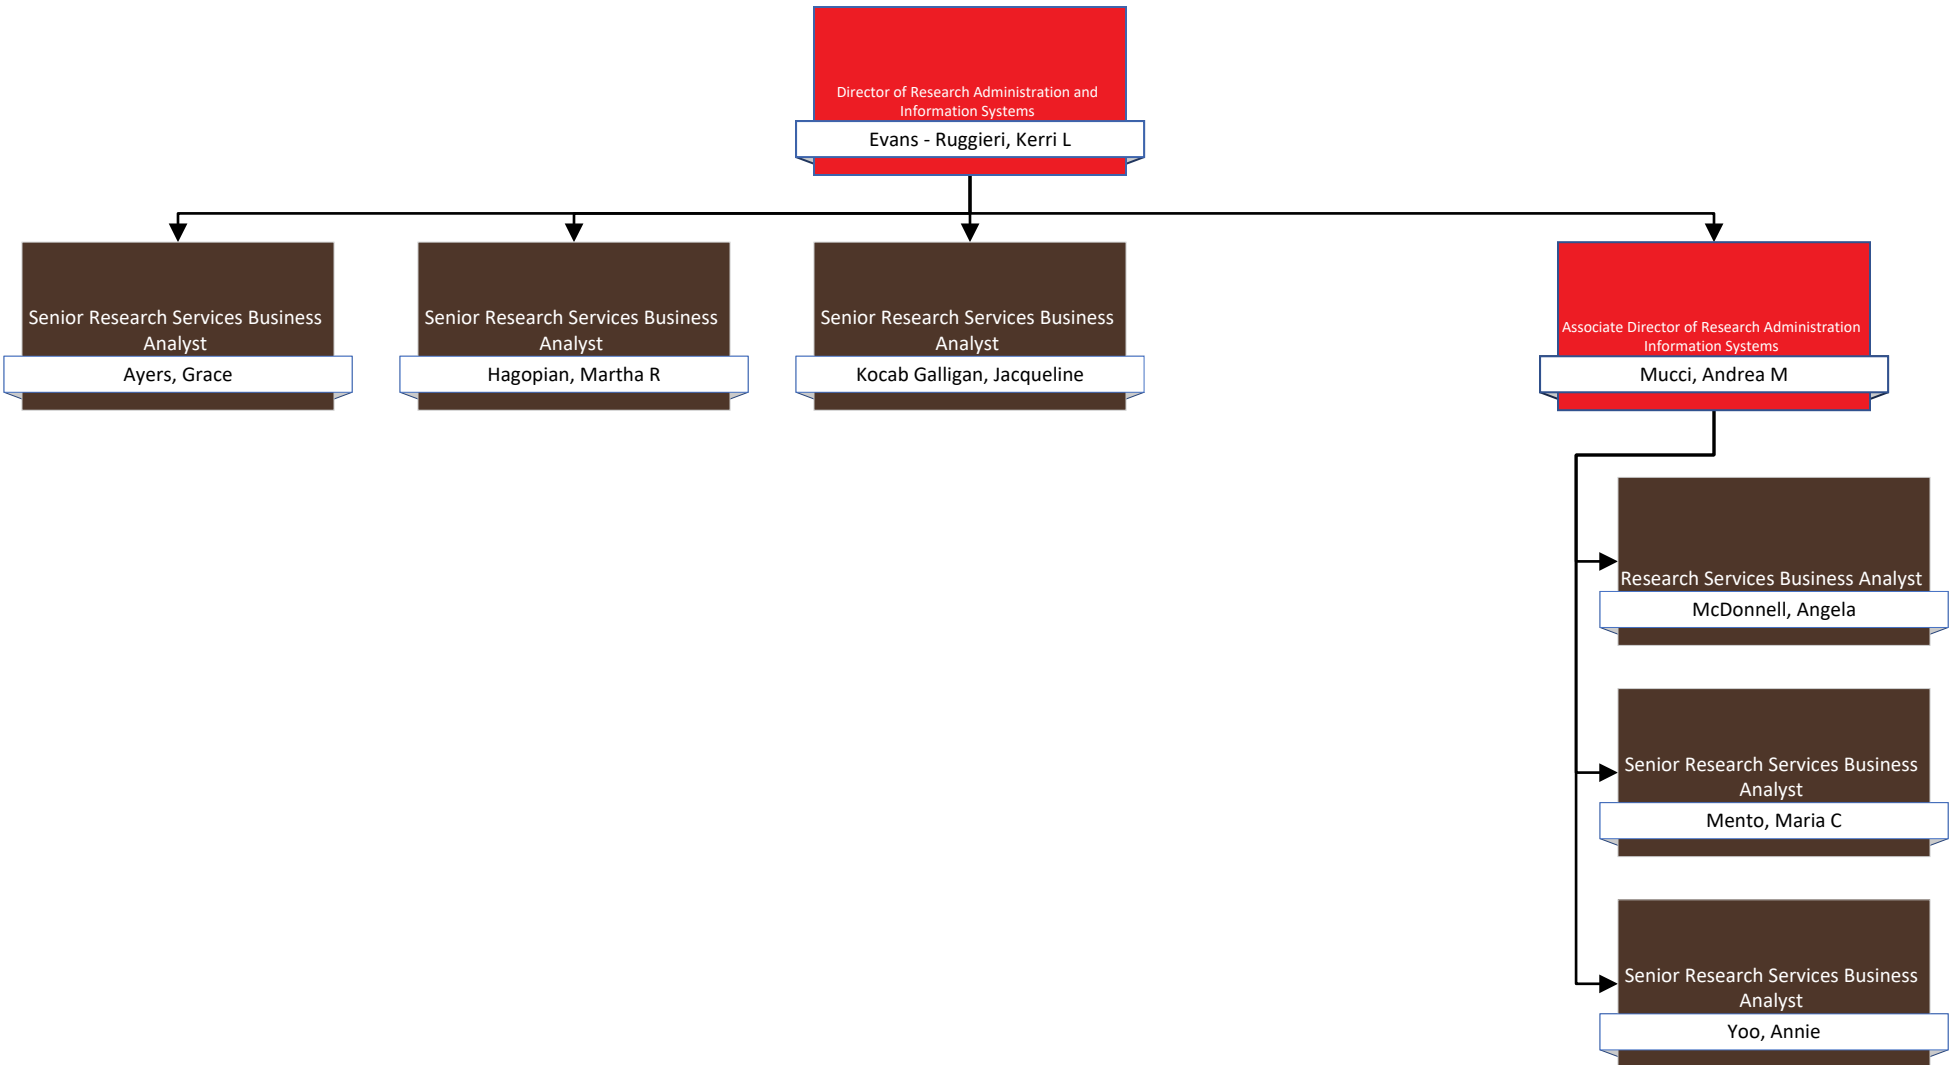 Director of Research Administration and
Information Systems
Evans - Ruggieri, Kerri L
Senior Research Services Business
Analyst
Ayers, Grace
Senior Research Services Business
Analyst
Hagopian, Martha R
Senior Research Services Business
Analyst
Kocab Galligan, Jacqueline
Associate Director of Research Administration
Information Systems
Mucci, Andrea M
Research Services Business Analyst
McDonnell, Angela
Senior Research Services Business
Analyst
Mento, Maria C
Senior Research Services Business
Analyst
Yoo, Annie